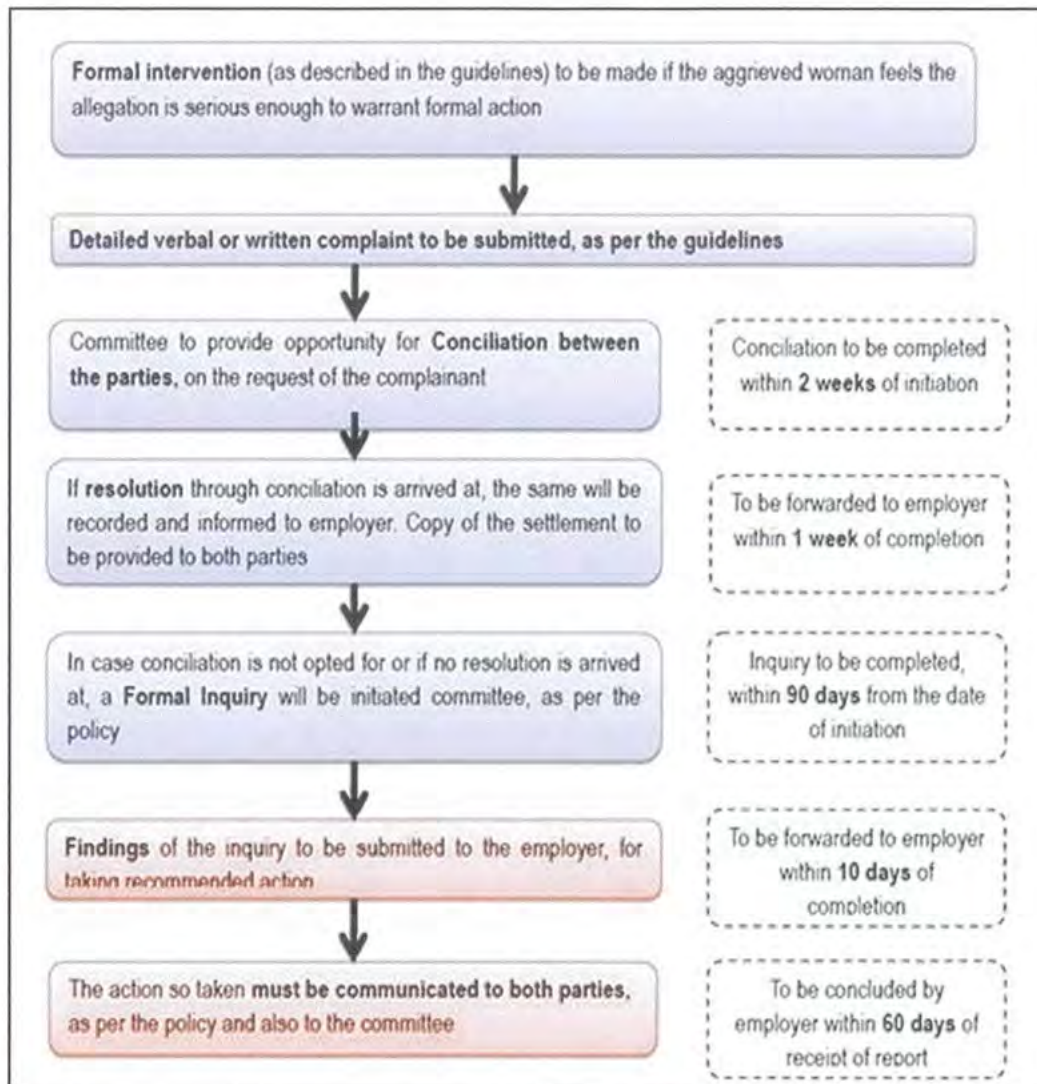 Formal intervention (as described in the guidelines) to be made if the aggrieved woman feels the
allegation is serious enough to warrant formal action
Detailed verbal or written complaint to be submitted, as per the guidelines
Committee to provide opportunity for Conciliation between
the parties, on the request of the complainant
Conciliation to be completed
within 2 weeks of initiation
If resolution through conciliation is arrived at, the same will be
recorded and informed to employer. Copy of the settlement to
be provided to both parties
To be forwarded to employer
within 1 week of completion
In case conciliation is not opted for or if no resolution is arrived
at, a Formal Inquiry will be initiated committee, as per the
policy
Inquiry to be completed,
within 90 days from the date
of initiation
Findings of the inquiry to be submitted to the employer, for
taking recommended action
To be forwarded to employer
within 10 days of
completion
The action so taken must be communicated to both parties,
as per the policy and also to the committee
To be concluded by
employer within 60 days of
receipt of report